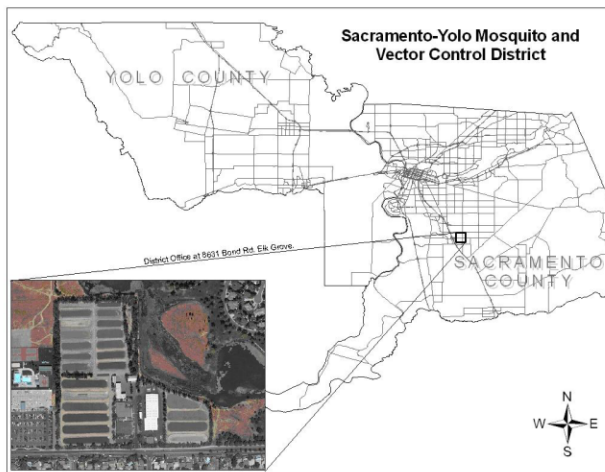 Sacramento-Yolo Mosquito and
Vector Control District
YOLO COUNTY
District Office at 8631 Bond Rd. Elk Grove.
SACRAMENTO
COUNTY
N
W E
S